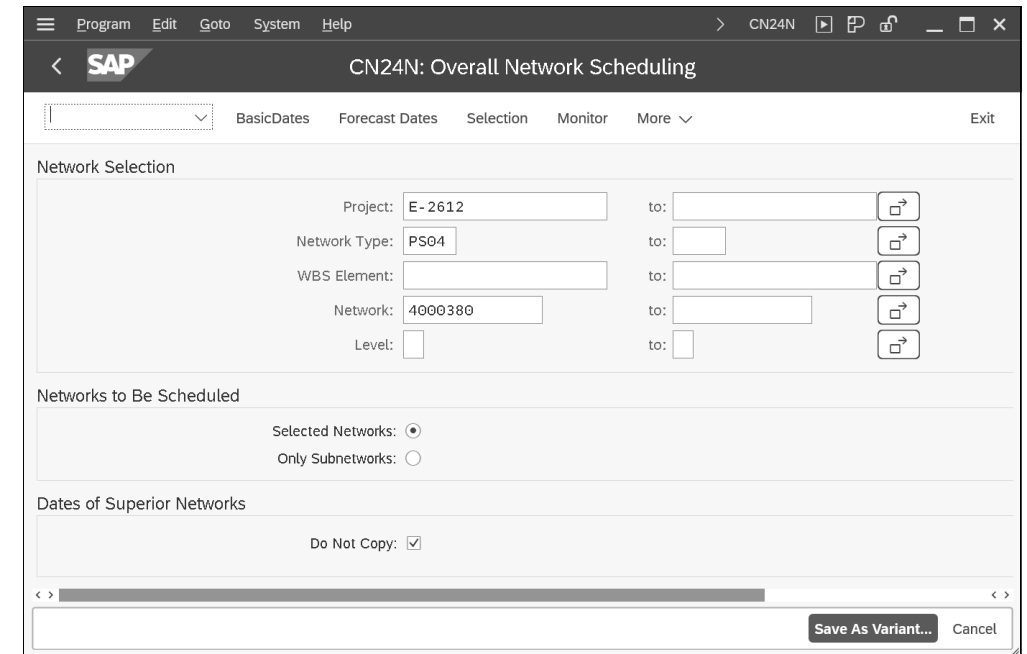 Program Edit Goto System Help CN24N
SAP CN24N: Overall Network Scheduling
BasicDates Forecast Dates Selection Monitor More Exit
Network Selection
Project: E-2612 to:
Network Type: PS04 to:
WBS Element: to:
Network: 4000380 to:
Level: to:
Networks to Be Scheduled
Selected Networks:
Only Subnetworks:
Dates of Superior Networks
Do Not Copy:
Save As Variant... Cancel